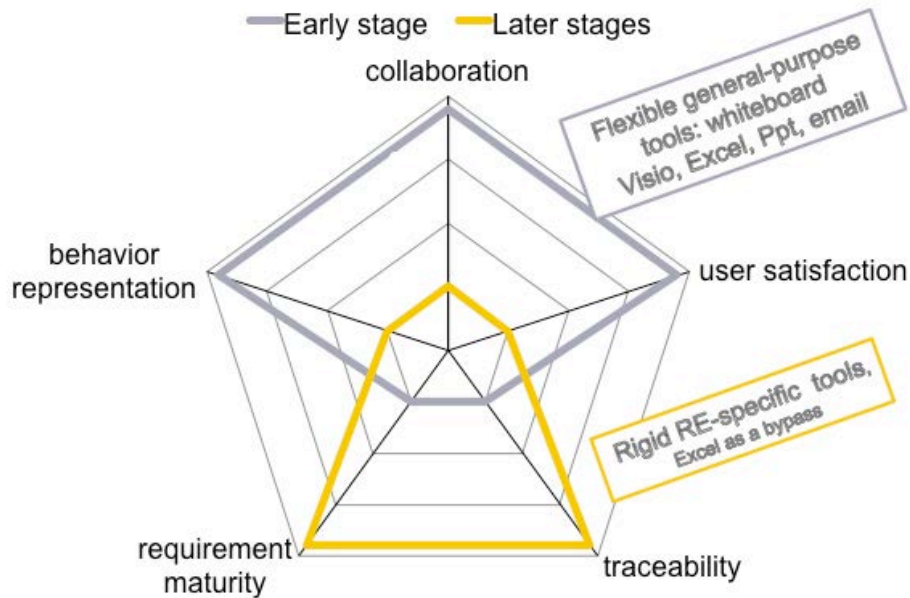 Early stage Later stages
collaboration
Flexible general-purpose
tools: whiteboard
Visio, Excel, Ppt, email
behavior
representation
user satisfaction
Rigid RE-specific tools,
Excel as a bypass
requirement
maturity
traceability